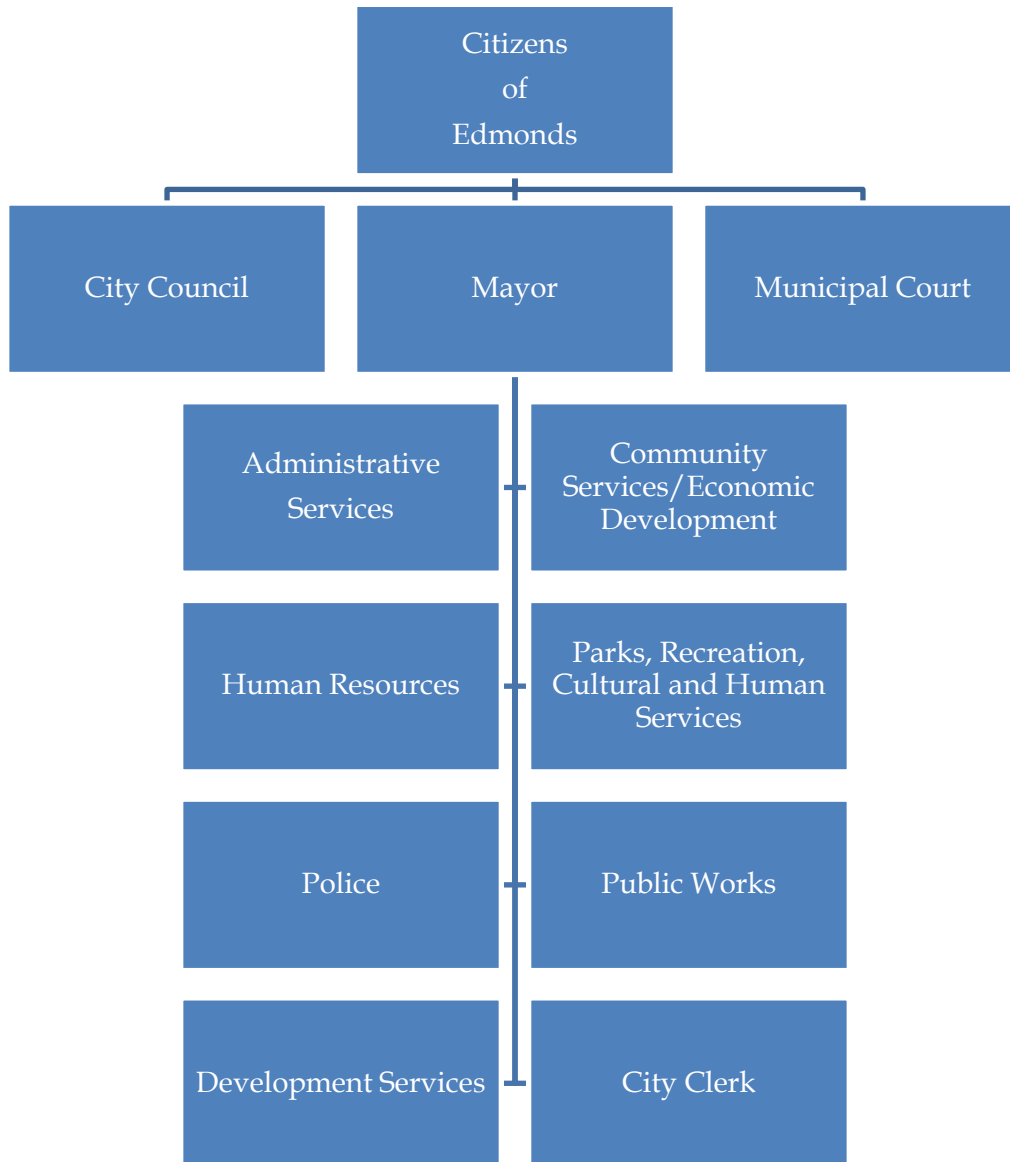 Citizens
of
Edmonds
City Council
Mayor
Municipal Court
Administrative
Services
Community
Services/Economic
Development
Human Resources
Parks, Recreation,
Cultural and Human
Services
Police
Public Works
Development Services
City Clerk